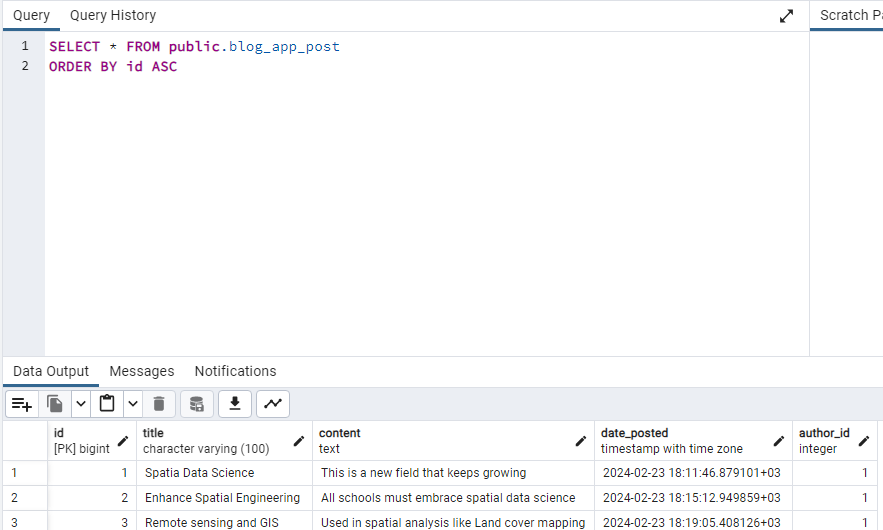 Query Query History Scratch Pa
1 SELECT * FROM public.blog_app_post
2 ORDER BY id ASC
Data Output Messages Notifications
id title content date_posted author_id
[PK] bigint character varying (100) text timestamp with time zone integer
1 1 Spatia Data Science This is a new field that keeps growing 2024-02-23 18:11:46.879101+03 1
2 2 Enhance Spatial Engineering All schools must embrace spatial data science 2024-02-23 18:15:12.949859+03 1
3 3 Remote sensing and GIS Used in spatial analysis like Land cover mapping 2024-02-23 18:19:05.408126+03 1